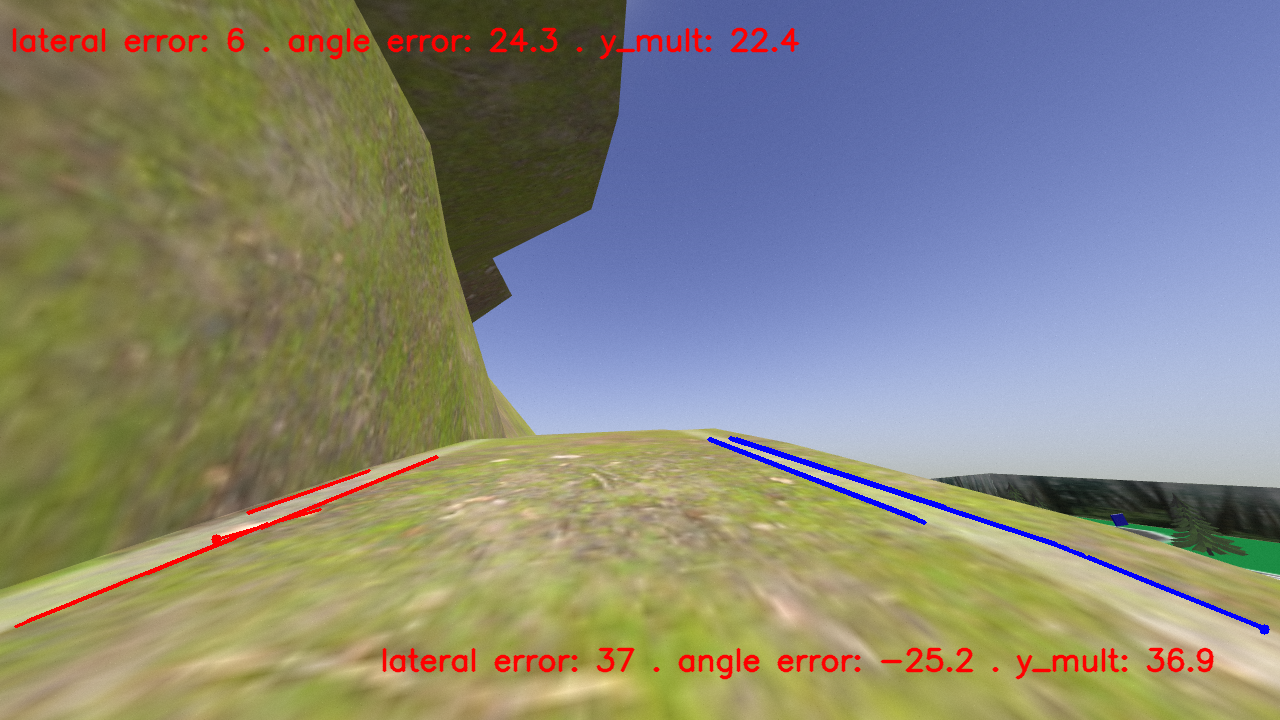 lateral error: 6 . angle error: 24.3 . y_mult: 22.4
lateral error: 37 . angle error: -25.2 . y_mult: 36.9